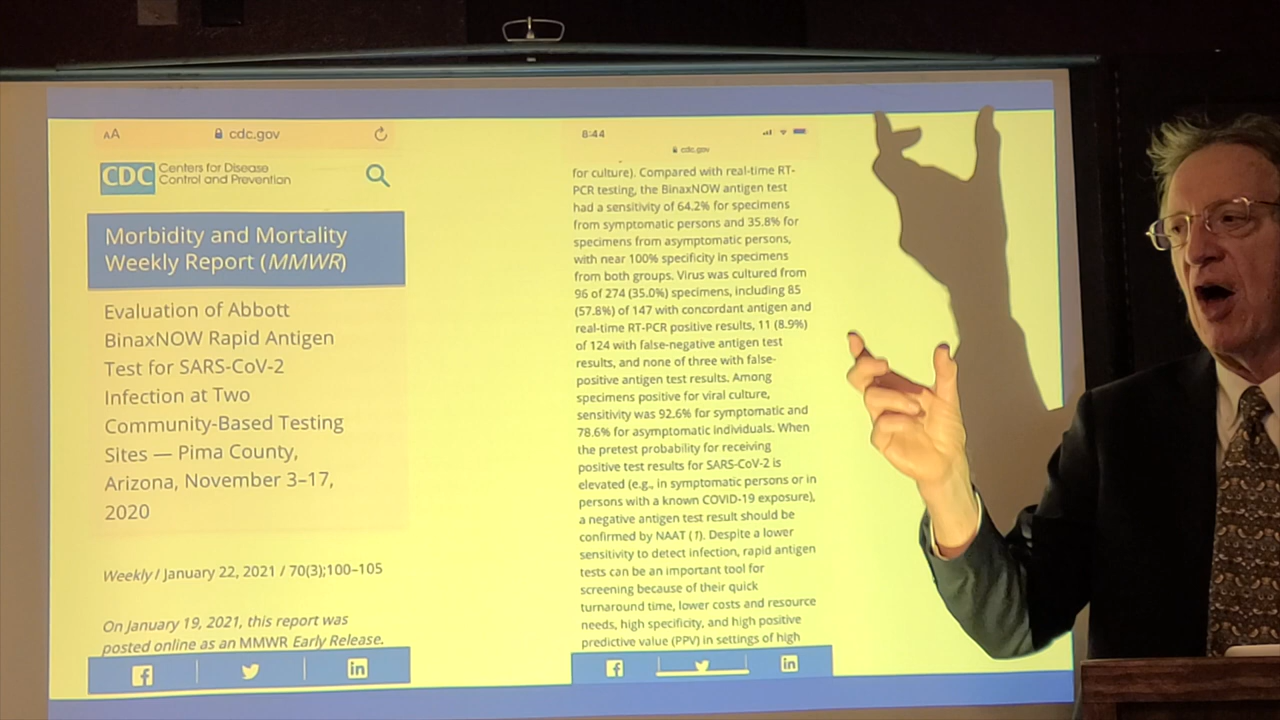 AA
cdc.gov
CDC
Centers for Disease
Control and Prevention
Morbidity and Mortality
Weekly Report (MMWR)
Evaluation of Abbott
BinaxNOW Rapid Antigen
Test for SARS-CoV-2
Infection at Two
Community-Based Testing
Sites — Pima County,
Arizona, November 3–17,
2020
Weekly / January 22, 2021 / 70(3);100–105
On January 19, 2021, this report was
posted online as an MMWR Early Release.
8:44
cdc.gov
for culture). Compared with real-time RT-
PCR testing, the BinaxNOW antigen test
had a sensitivity of 64.2% for specimens
from symptomatic persons and 35.8% for
specimens from asymptomatic persons,
with near 100% specificity in specimens
from both groups. Virus was cultured from
96 of 274 (35.0%) specimens, including 85
(57.8%) of 147 with concordant antigen and
real-time RT-PCR positive results, 11 (8.9%)
of 124 with false-negative antigen test
results, and none of three with false-
positive antigen test results. Among
specimens positive for viral culture,
sensitivity was 92.6% for symptomatic and
78.6% for asymptomatic individuals. When
the pretest probability for receiving
positive test results for SARS-CoV-2 is
elevated (e.g., in symptomatic persons or in
persons with a known COVID-19 exposure),
a negative antigen test result should be
confirmed by NAAT (1). Despite a lower
sensitivity to detect infection, rapid antigen
tests can be an important tool for
screening because of their quick
turnaround time, lower costs and resource
needs, high specificity, and high positive
predictive value (PPV) in settings of high